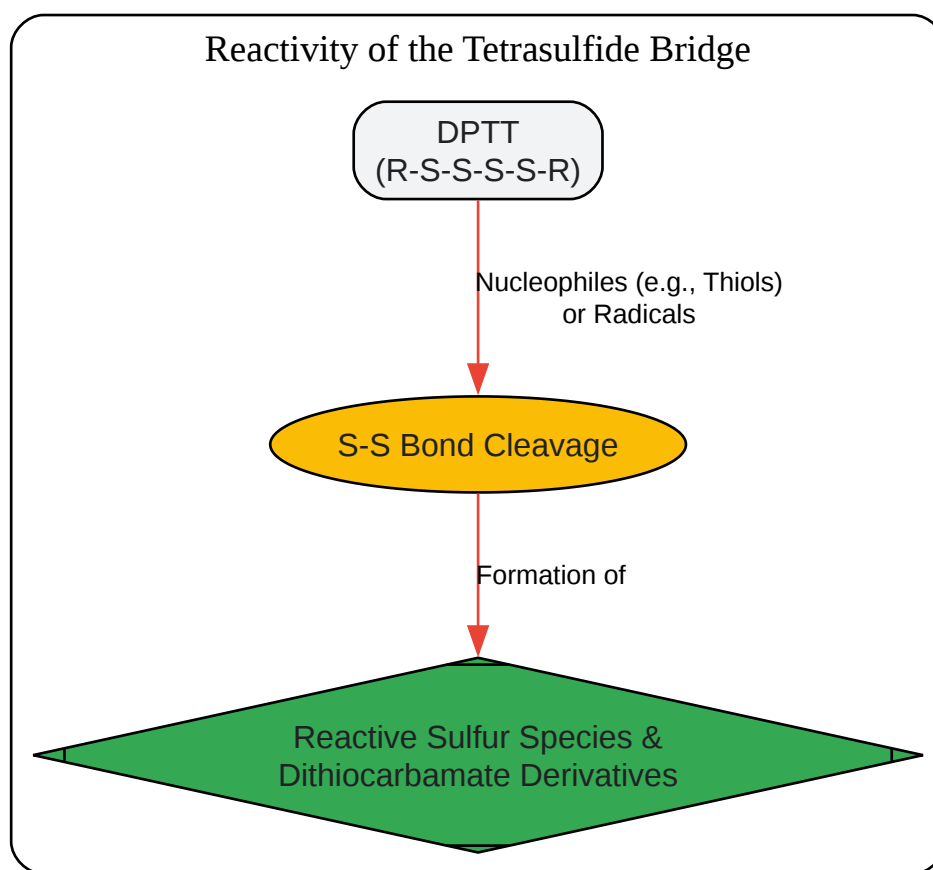 Reactivity of the Tetrasulfide Bridge
DPTT
(R-S-S-S-S-R)
Nucleophiles (e.g., Thiols)
or Radicals
S-S Bond Cleavage
Formation of
Reactive Sulfur Species &
Dithiocarbamate Derivatives